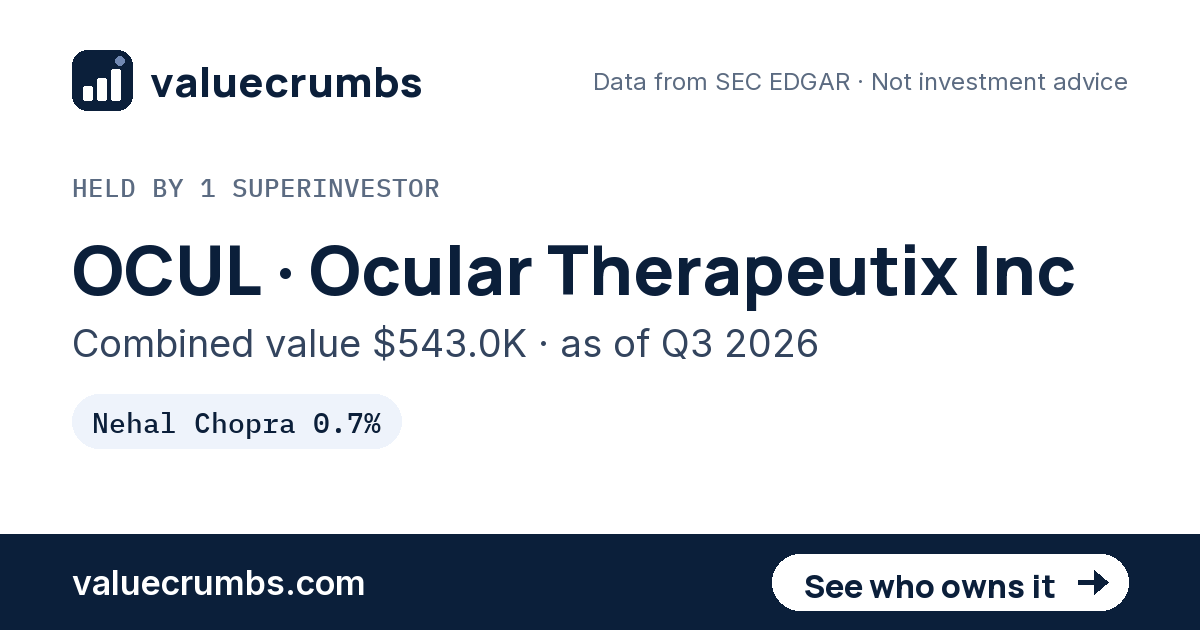 valuecrumbs
Data from SEC EDGAR · Not investment advice
HELD BY 1 SUPERINVESTOR
OCUL · Ocular Therapeutix Inc
Combined value $543.0K · as of Q3 2026
Nehal Chopra 0.7%
valuecrumbs.com
See who owns it →